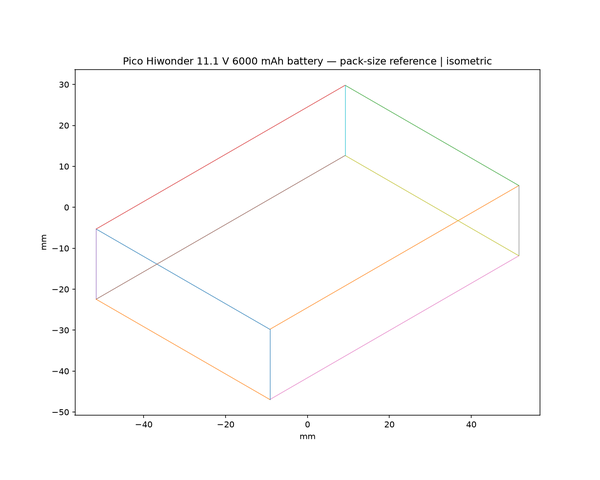 Pico Hiwonder 11.1 V 6000 mAh battery — pack-size reference | isometric
30
20
10
0
−10
−20
−30
−40
−50
mm
−40 −20 0 20 40
mm